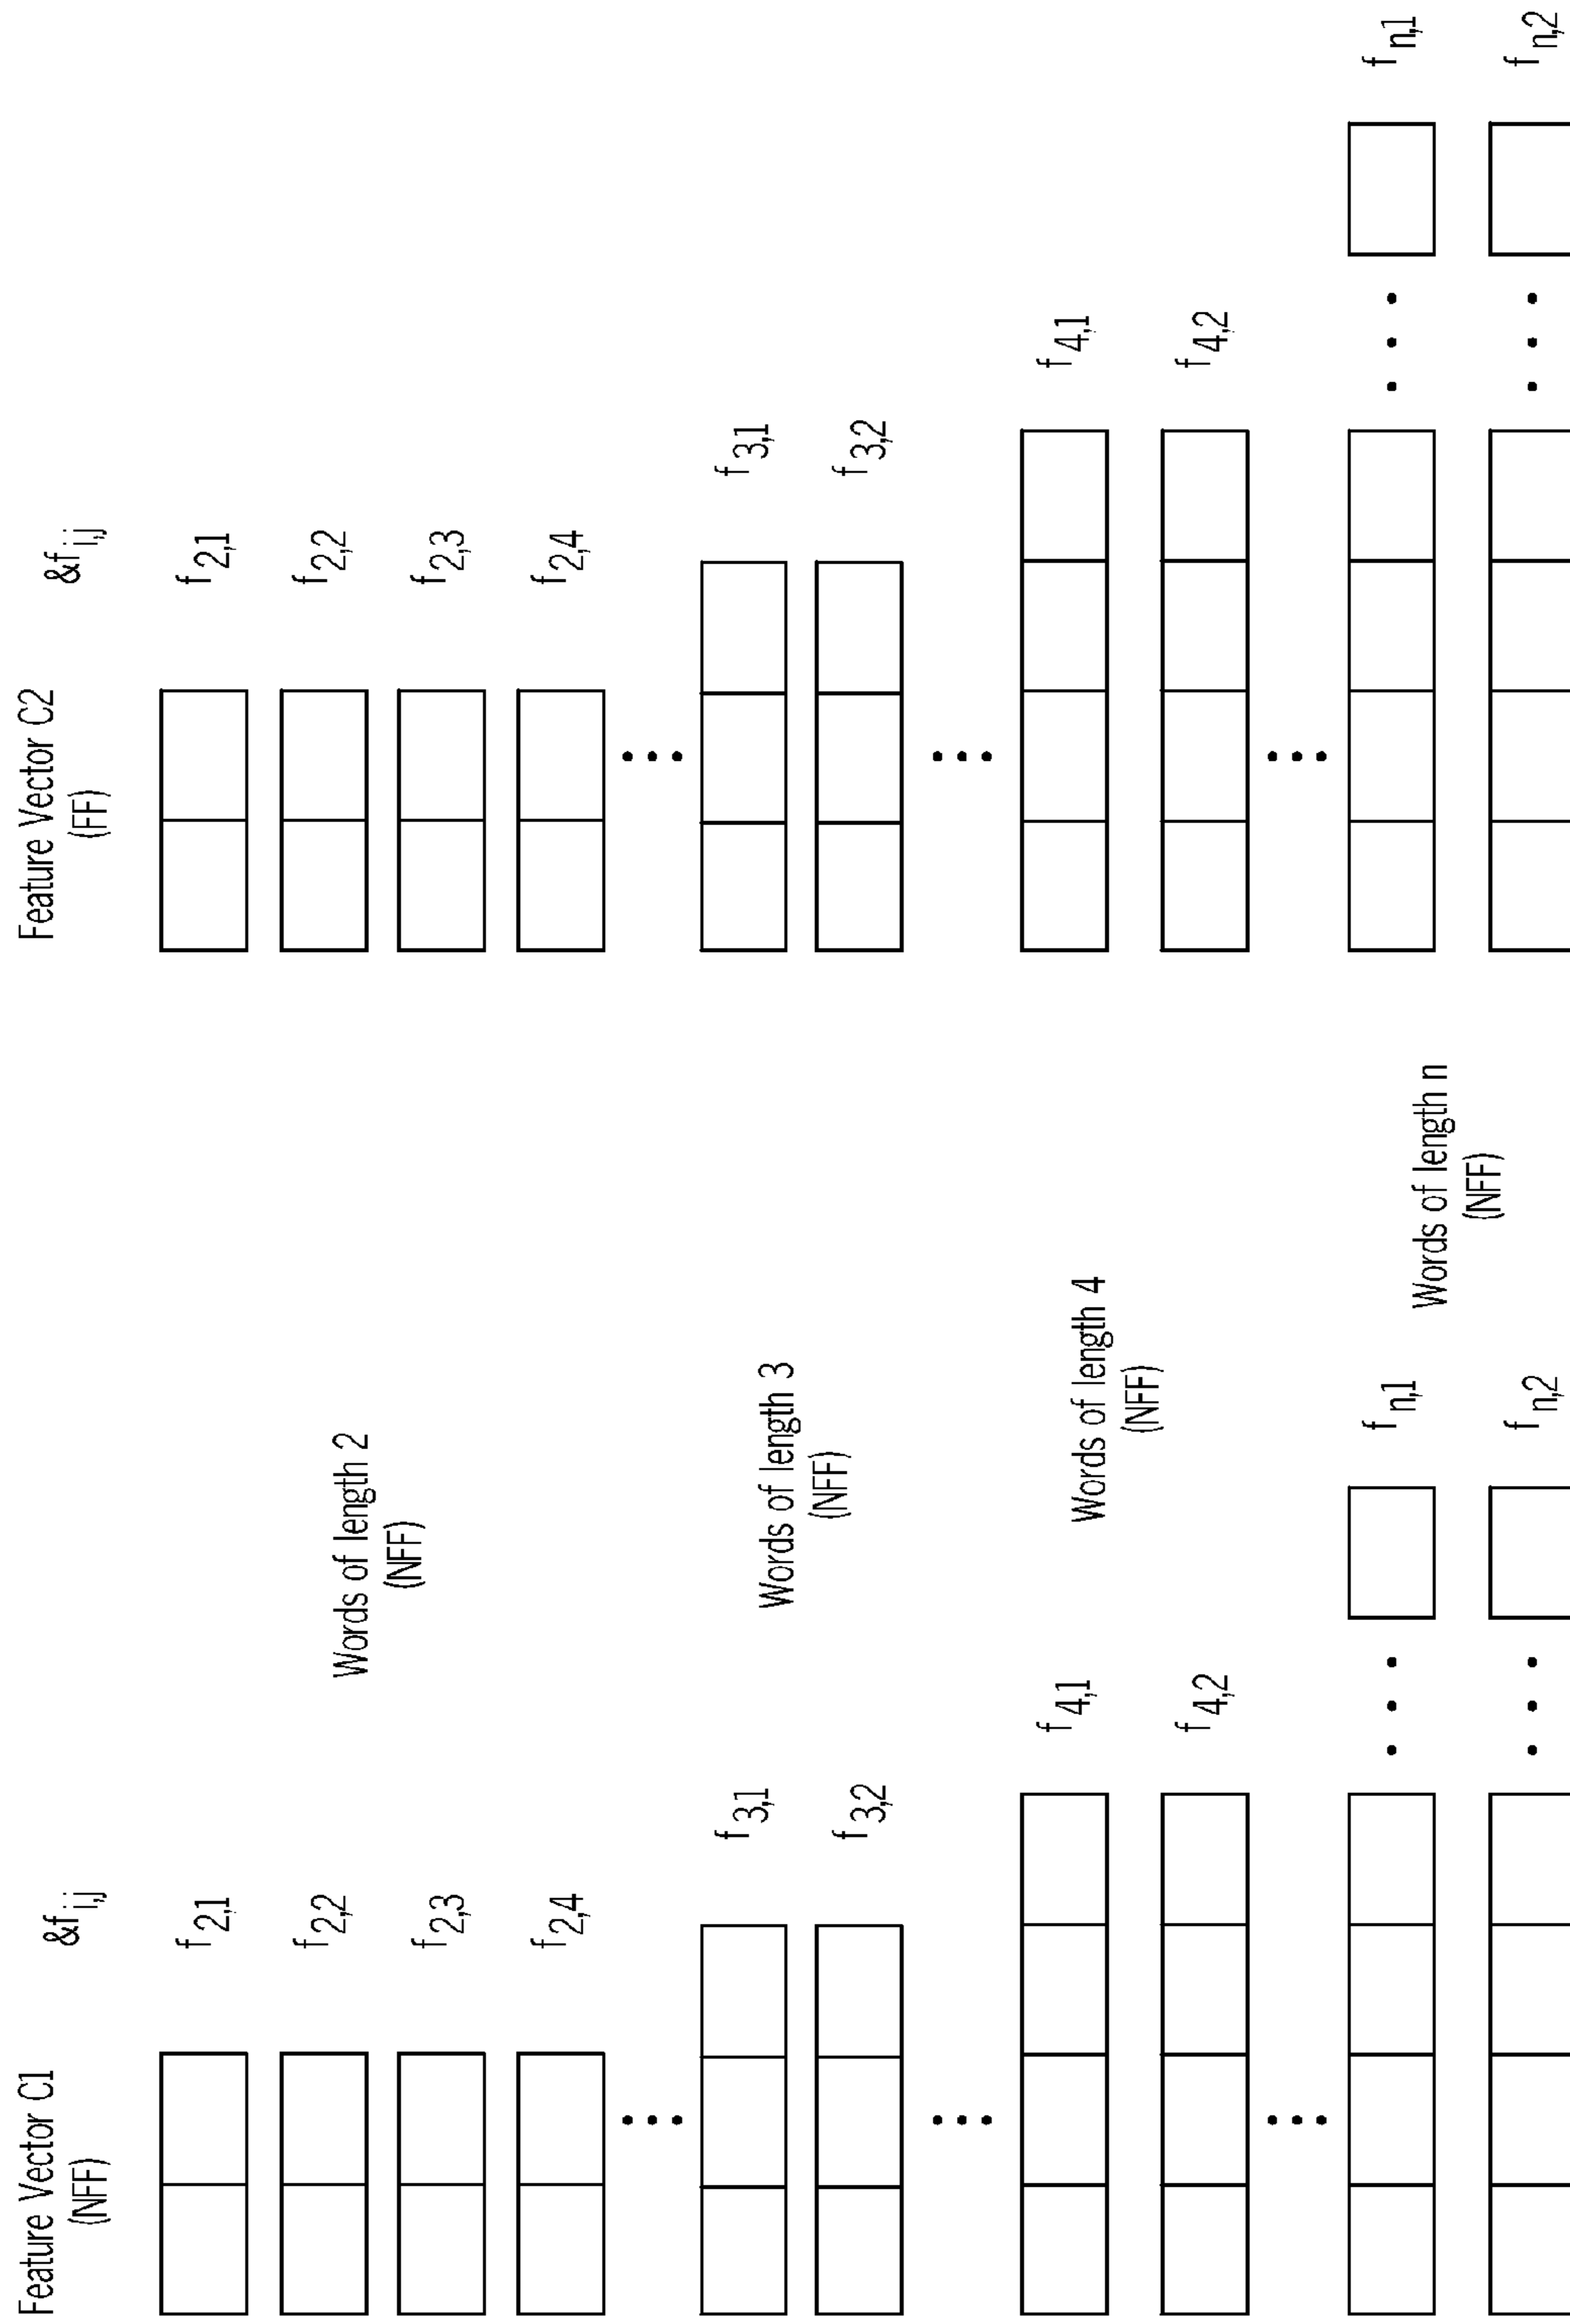 Feature Vector C1
(NFF)
&f i,j
Feature Vector C2
(FF)
&f i,j
f 2,1
f 2,1
f 2,2
f 2,2
Words of length 2
(NFF)
f 2,3
f 2,3
f 2,4
f 2,4
f 3,1
f 3,1
Words of length 3
(NFF)
f 3,2
f 3,2
f 4,1
f 4,1
Words of length 4
(NFF)
f 4,2
f 4,2
f n,1
f n,1
Words of length n
(NFF)
f n,2
f n,2